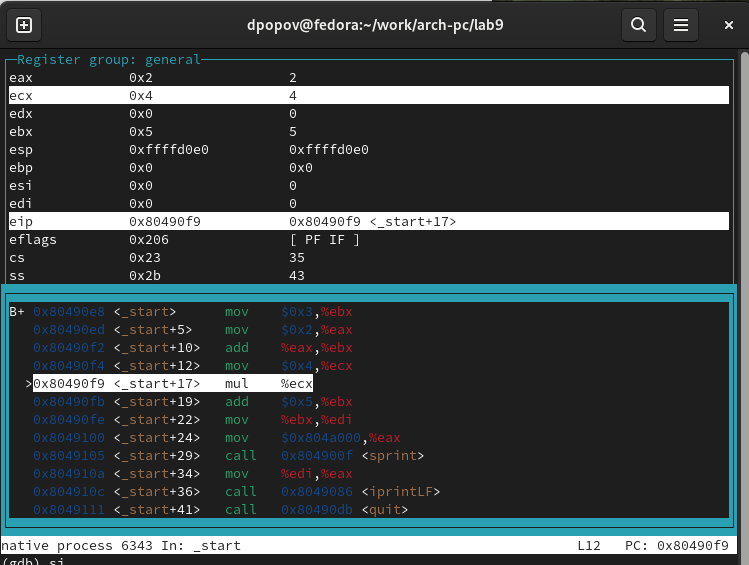 dpopov@fedora:~/work/arch-pc/lab9
Register group: general
eax 0x2 2
ecx 0x4 4
edx 0x0 0
ebx 0x5 5
esp 0xffffd0e0 0xffffd0e0
ebp 0x0 0x0
esi 0x0 0
edi 0x0 0
eip 0x80490f9 0x80490f9 <_start+17>
eflags 0x206 [ PF IF ]
cs 0x23 35
ss 0x2b 43
B+ 0x80490e8 <_start> mov $0x3,%ebx
0x80490ed <_start+5> mov $0x2,%eax
0x80490f2 <_start+10> add %eax,%ebx
0x80490f4 <_start+12> mov $0x4,%ecx
>0x80490f9 <_start+17> mul %ecx
0x80490fb <_start+19> add $0x5,%ebx
0x80490fe <_start+22> mov %ebx,%edi
0x8049100 <_start+24> mov $0x804a000,%eax
0x8049105 <_start+29> call 0x804900f <sprint>
0x804910a <_start+34> mov %edi,%eax
0x804910c <_start+36> call 0x8049086 <iprintLF>
0x8049111 <_start+41> call 0x80490db <quit>
native process 6343 In: _start L12 PC: 0x80490f9
(gdb) si